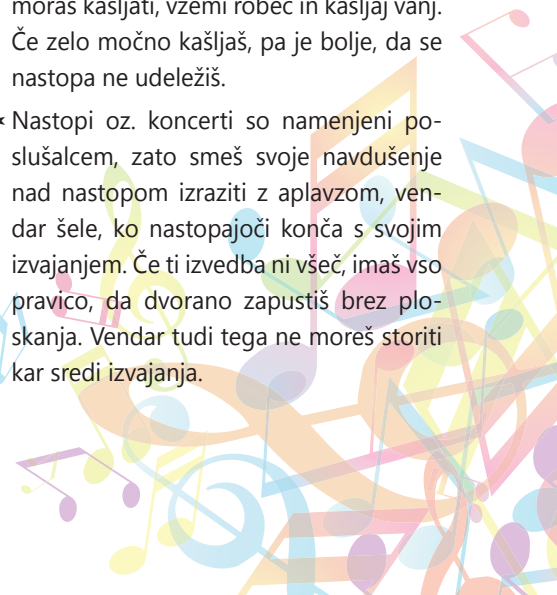 moraš kašljati, vzemi robec in kašljaj vanj.
Če zelo močno kašljaš, pa je bolje, da se
nastopa ne udeležiš.
Nastopi oz. koncerti so namenjeni po-
slušalcem, zato smeš svoje navdušenje
nad nastopom izraziti z aplavzom, ven-
dar šele, ko nastopajoči konča s svojim
izvajanjem. Če ti izvedba ni všeč, imaš vso
pravico, da dvorano zapustiš brez plo-
skanja. Vendar tudi tega ne moreš storiti
kar sredi izvajanja.